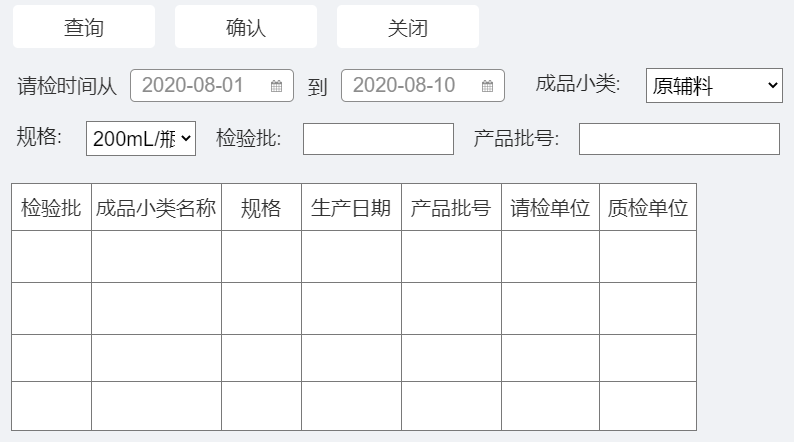 查询 确认 关闭
请检时间从 2020-08-01 到 2020-08-10 成品小类: 原辅料
规格: 200mL/瓶 检验批: 产品批号:
检验批 成品小类名称 规格 生产日期 产品批号 请检单位 质检单位